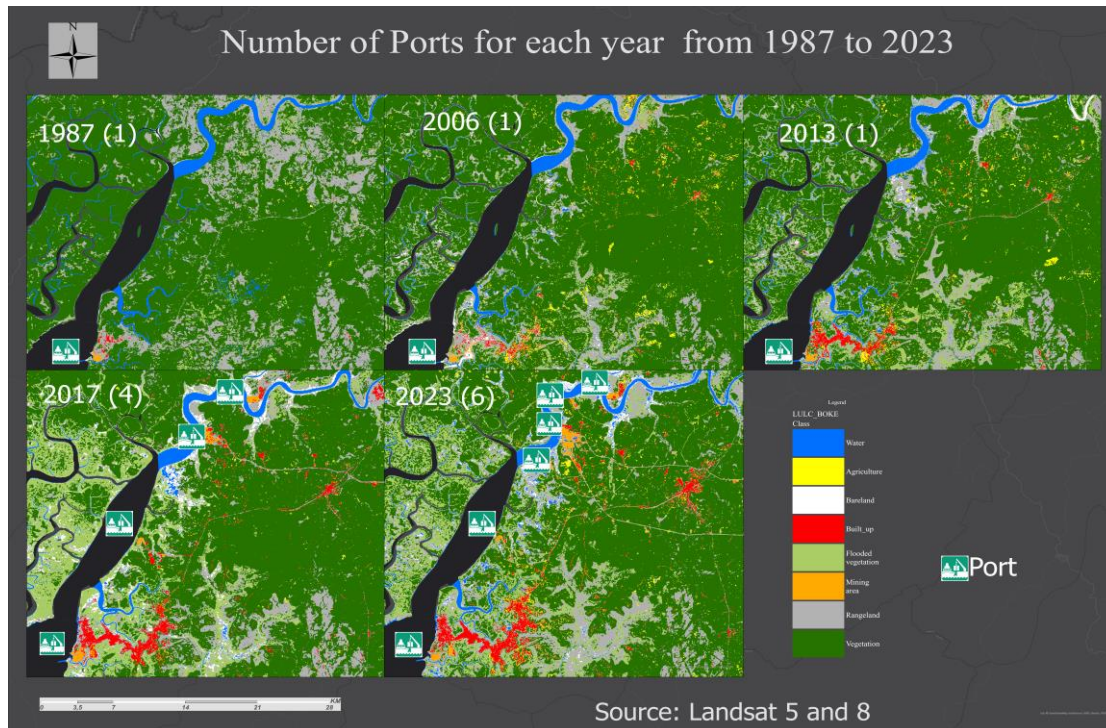 N
Number of Ports for each year from 1987 to 2023
1987 (1)
2006 (1)
2013 (1)
2017 (4)
2023 (6)
Legend
LULC_BOKE
Class
Water
Agriculture
Bareland
Built_up
Flooded
vegetation
Mining
area
Rangeland
Vegetation
Port
KM
0 3,5 7 14 21 28
Source: Landsat 5 and 8